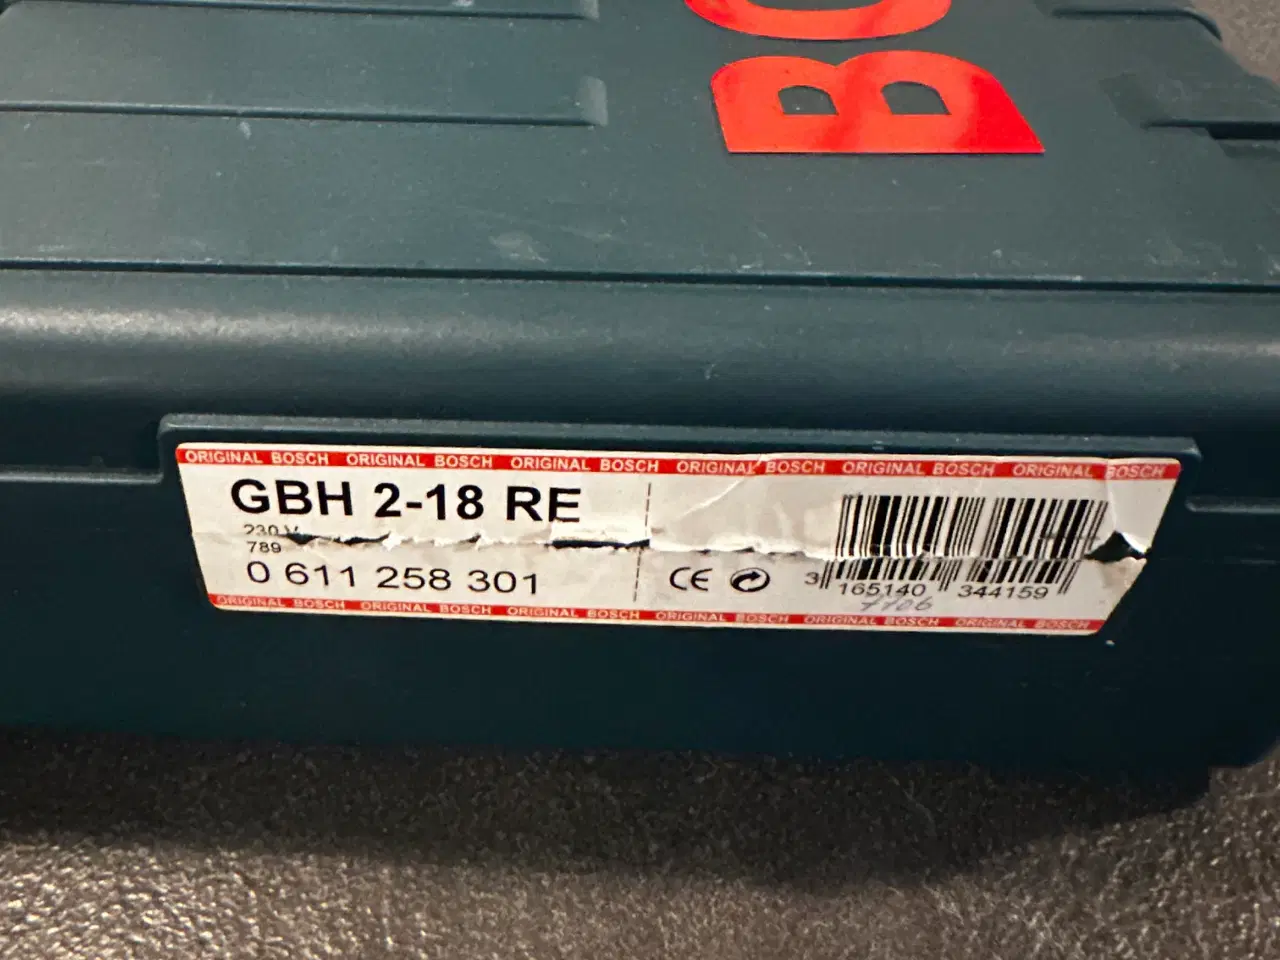 BO
ORIGINAL BOSCH ORIGINAL BOSCH ORIGINAL BOSCH ORIGINAL BOSCH ORIGINAL BOSCH ORIGINAL BOSCH
GBH 2-18 RE
230 V
789
0 611 258 301
CE
3 165140 344159
7706
ORIGINAL BOSCH ORIGINAL BOSCH ORIGINAL BOSCH ORIGINAL BOSCH ORIGINAL BOSCH ORIGINAL BOSCH